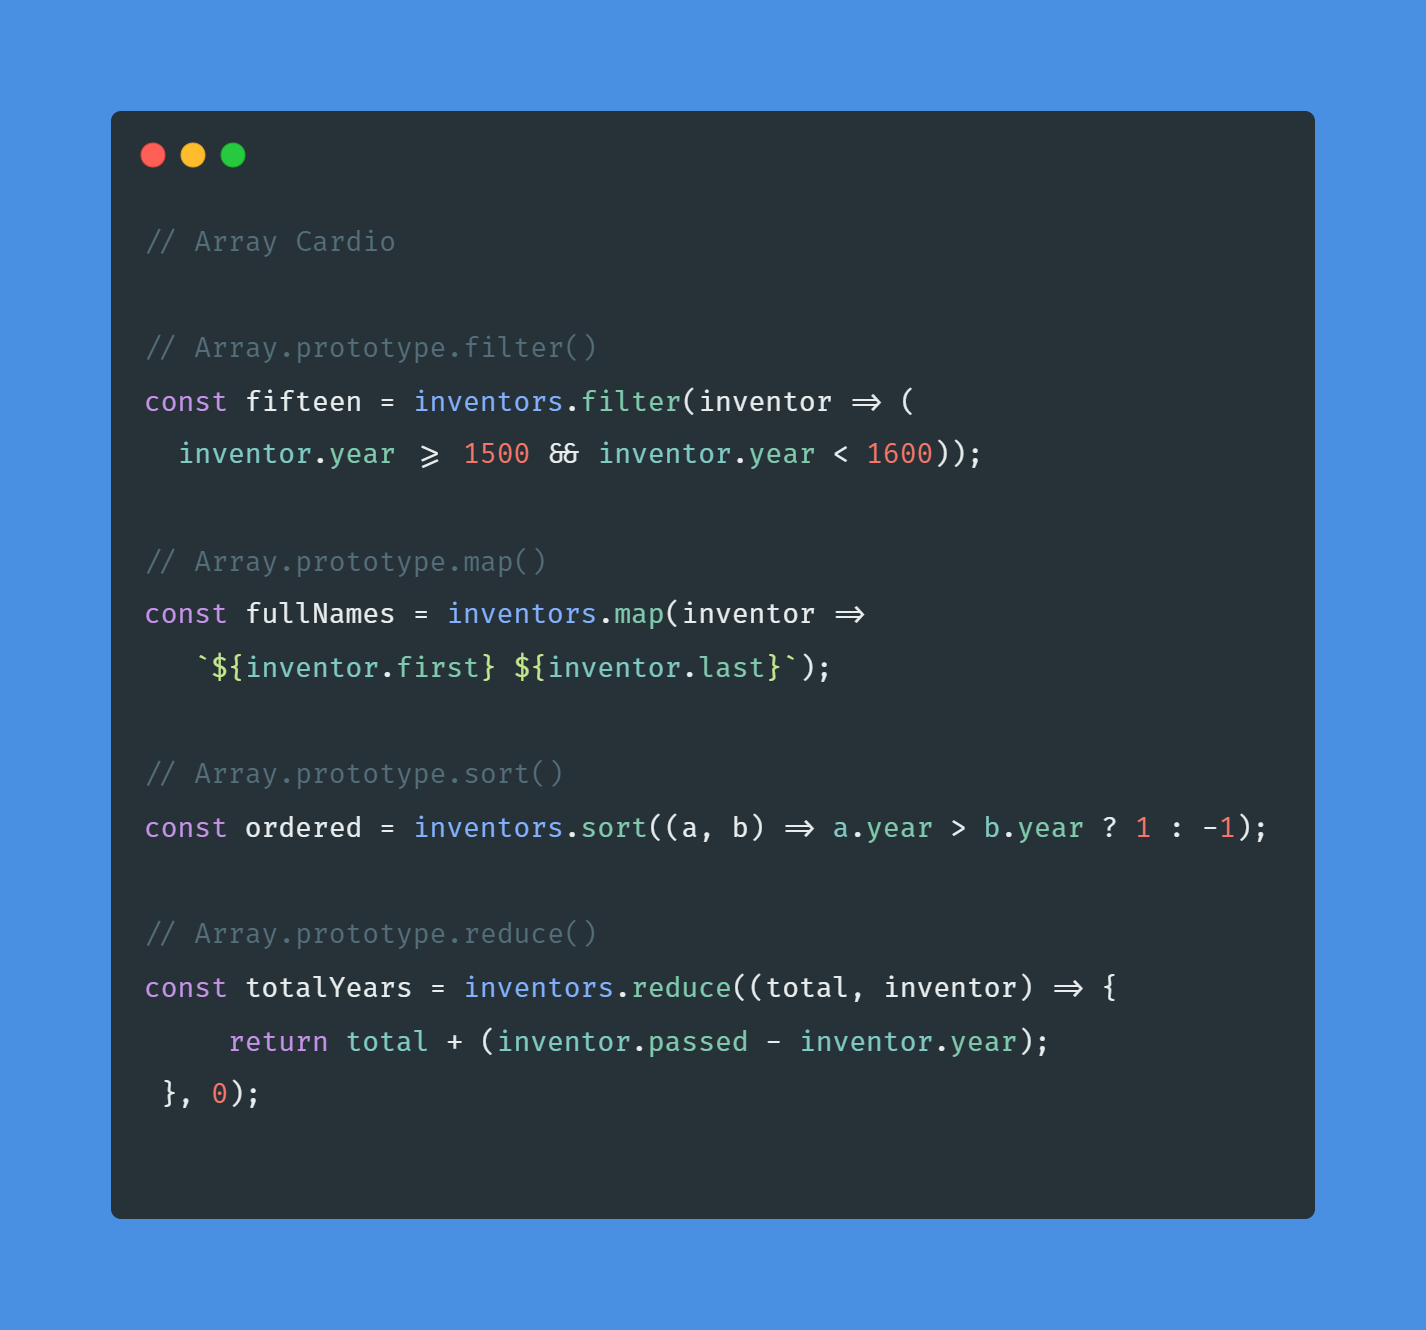 // Array Cardio
// Array.prototype.filter()
const fifteen = inventors.filter(inventor => (
  inventor.year >= 1500 && inventor.year < 1600));
// Array.prototype.map()
const fullNames = inventors.map(inventor =>
   `${inventor.first} ${inventor.last}`);
// Array.prototype.sort()
const ordered = inventors.sort((a, b) => a.year > b.year ? 1 : -1);
// Array.prototype.reduce()
const totalYears = inventors.reduce((total, inventor) => {
     return total + (inventor.passed - inventor.year);
 }, 0);